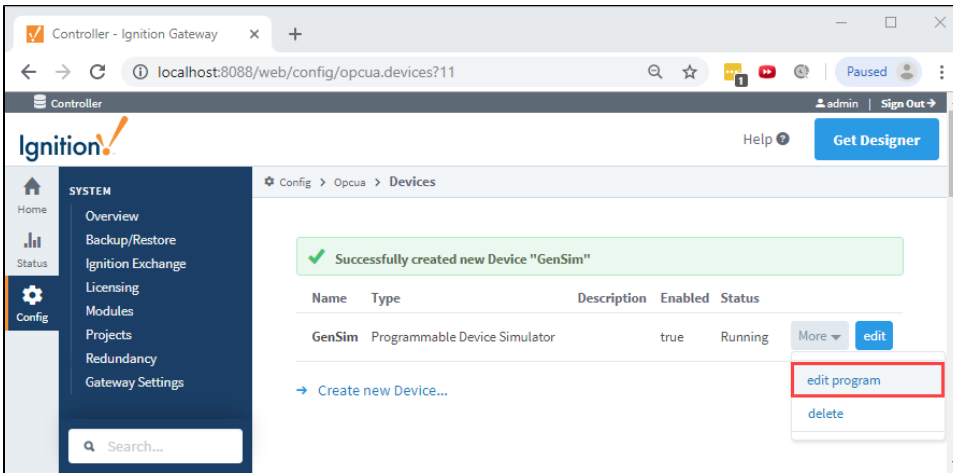 Controller - Ignition Gateway
localhost:8088/web/config/opcua.devices?11
1
Paused
Controller
admin | Sign Out
Ignition!
Help ?
Get Designer
Config > Opcua > Devices
Home
Status
Config
SYSTEM
Overview
Backup/Restore
Ignition Exchange
Licensing
Modules
Projects
Redundancy
Gateway Settings
Search...
Successfully created new Device "GenSim"
Name Type Description Enabled Status
GenSim Programmable Device Simulator true Running More edit
edit program
delete
Create new Device...